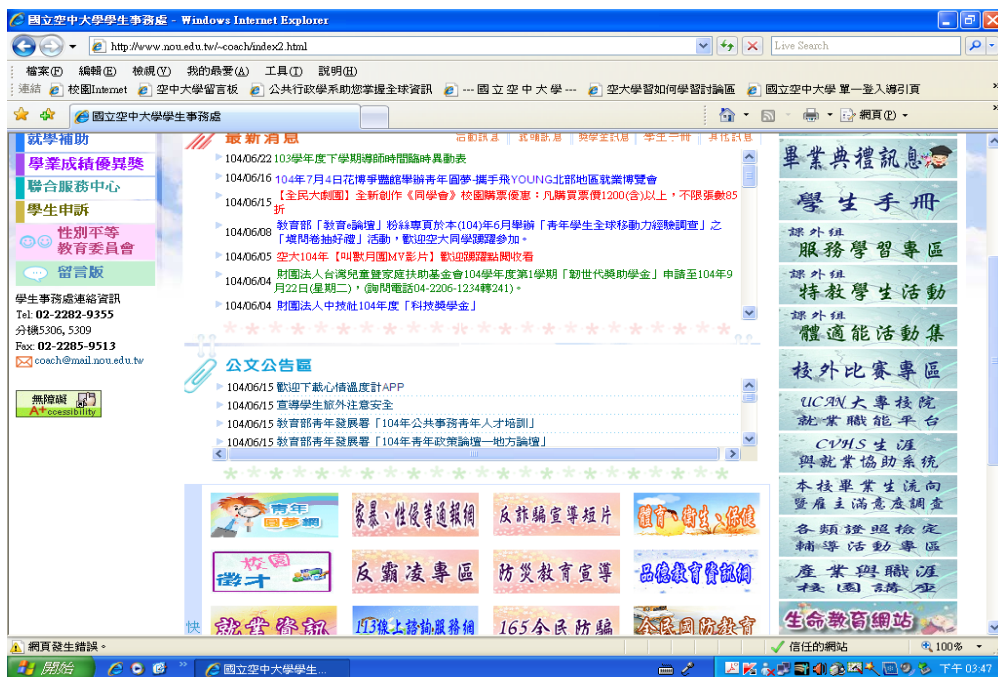 國立空中大學學生事務處 - Windows Internet Explorer
http://www.nou.edu.tw/~coach/index2.html
Live Search
檔案(F) 編輯(E) 檢視(V) 我的最愛(A) 工具(T) 說明(H)
連結 校園Internet 空中大學留言板 公共行政學系助您掌握全球資訊 --- 國 立 空 中 大 學 --- 空大學習如何學習討論區 國立空中大學 單一登入導引頁
國立空中大學學生事務處
網頁(P)
就學補助
學業成績優異獎
聯合服務中心
學生申訴
性別平等
教育委員會
留言版
學生事務處連絡資訊
Tel: 02-2282-9355
分機5306, 5309
Fax: 02-2285-9513
coach@mail.nou.edu.tw
無障礙
A+ccessibility
最新消息
活動訊息 | 就職訊息 | 獎學金訊息 | 學生手冊 | 其他訊息
104/06/22 103學年度下學期導師時間臨時異動表
104/06/16 104年7月4日花博爭豔館舉辦青年圓夢-攜手飛YOUNG北部地區就業博覽會
104/06/15 【全民大劇團】全新創作《同學會》校園購票優惠：凡購買票價1200(含)以上，不限張數85
折
104/06/08 教育部「教育e論壇」粉絲專頁於本(104)年6月舉辦「青年學生全球移動力經驗調查」之
「填問卷抽好禮」活動，歡迎空大同學踴躍參加。
104/06/05 空大104年【叫數月圓MV影片】歡迎踴躍點閱收看
104/06/04 財團法人台灣兒童暨家庭扶助基金會104學年度第1學期「韌世代獎助學金」申請至104年9
月22日(星期二)，(詢問電話04-2206-1234轉241)。
104/06/04 財團法人中技社104年度「科技獎學金」
公文公告區
104/06/15 歡迎下載心情溫度計APP
104/06/15 宣導學生旅外注意安全
104/06/15 教育部青年發展署「104年公共事務青年人才培訓」
104/06/15 教育部青年發展署「104年青年政策論壇─地方論壇」
青年
圓夢網
家暴、性侵等通報網
反詐騙宣導短片
體育、衛生、保健
校園
徵才
反霸凌專區
防災教育宣導
品德教育資訊網
快
就業資訊
113線上諮詢服務網
165全民防騙
全民國防教育
畢業典禮訊息
學生手冊
課外組
服務學習專區
課外組
特教學生活動
課外組
體適能活動集
校外比賽專區
UCAN大專校院
就業職能平台
CVHS生涯
與就業協助系統
本校畢業生流向
暨雇主滿意度調查
各類證照檢定
輔導活動專區
產業與職涯
校園講座
生命教育網站
網頁發生錯誤。
信任的網站
100%
開始
國立空中大學學生...
下午 03:47